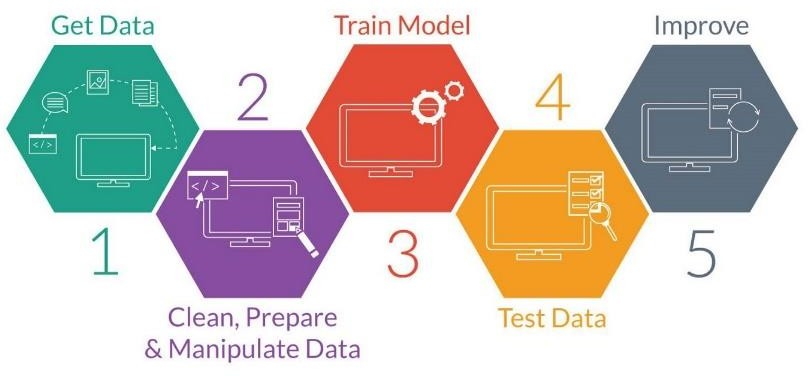 Get Data
1
2
Clean, Prepare
& Manipulate Data
Train Model
3
4
Test Data
Improve
5
</>
</>